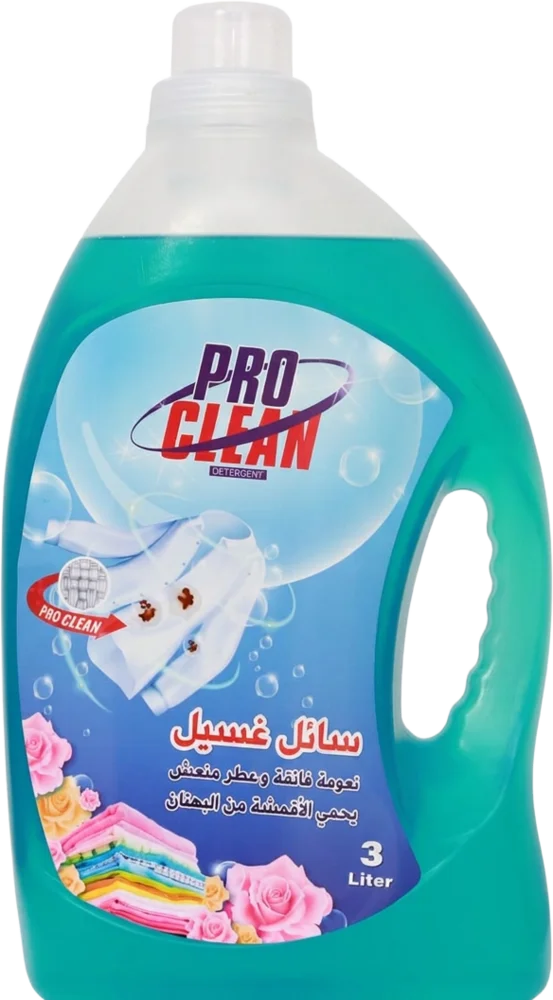 PRO
CLEAN
DETERGENT
PRO CLEAN
سائل غسيل
نعومة فائقة وعطر منعش
يحمي الأقمشة من البهتان
3
Liter